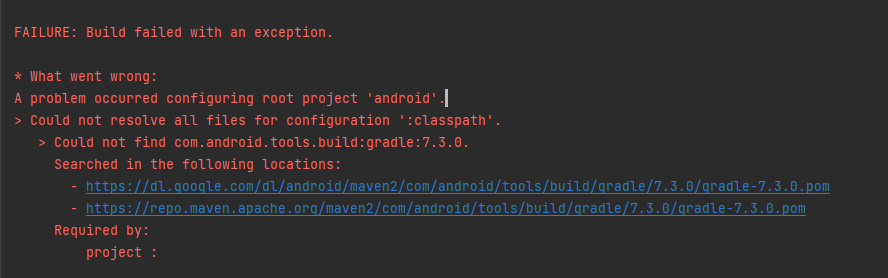 FAILURE: Build failed with an exception.
* What went wrong:
A problem occurred configuring root project 'android'.
> Could not resolve all files for configuration ':classpath'.
> Could not find com.android.tools.build:gradle:7.3.0.
Searched in the following locations:
- https://dl.google.com/dl/android/maven2/com/android/tools/build/gradle/7.3.0/gradle-7.3.0.pom
- https://repo.maven.apache.org/maven2/com/android/tools/build/gradle/7.3.0/gradle-7.3.0.pom
Required by:
project :